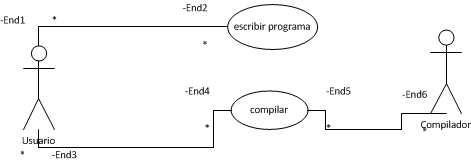 -End1
*
-End2
*
escribir programa
-End4
*
compilar
-End5
*
-End6
*
Compilador
Usuario
*
-End3